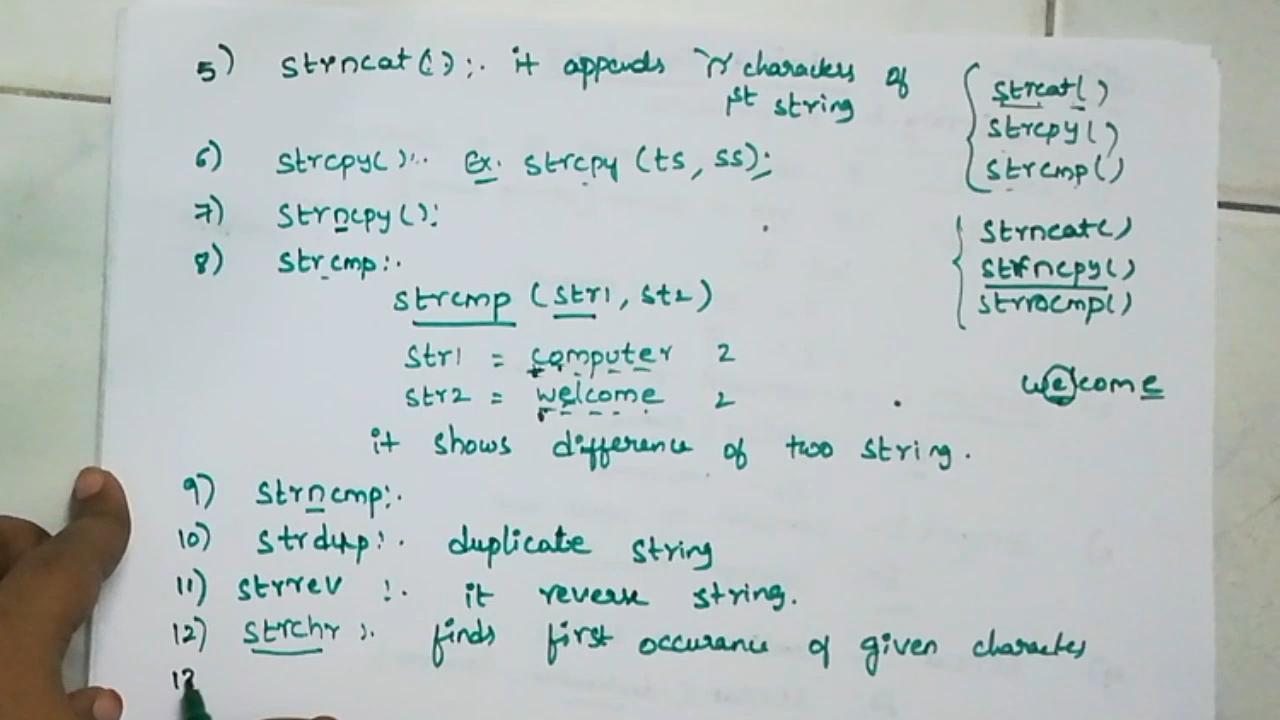 5) strncat():. it appends 'n' characters of
1st string
6) strcpy():. Ex. strcpy (ts, ss);
7) strncpy():
8) strcmp:.
strcmp (str1, st2)
str1 = computer 2
str2 = welcome 2
it shows difference of two string.
9) strncmp:.
10) strdup:. duplicate string
11) strrev :. it reverse string.
12) strchr :. finds first occurance of given character
13
strcat()
strcpy()
strcmp()
strncat()
strncpy()
strncmp()
welcome